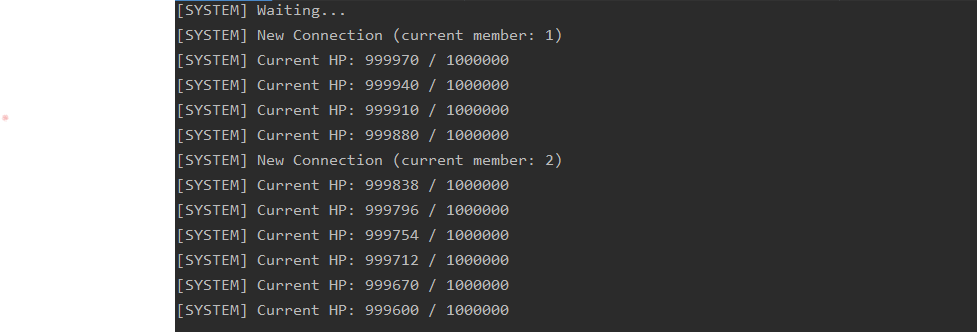 [SYSTEM] Waiting...
[SYSTEM] New Connection (current member: 1)
[SYSTEM] Current HP: 999970 / 1000000
[SYSTEM] Current HP: 999940 / 1000000
[SYSTEM] Current HP: 999910 / 1000000
[SYSTEM] Current HP: 999880 / 1000000
[SYSTEM] New Connection (current member: 2)
[SYSTEM] Current HP: 999838 / 1000000
[SYSTEM] Current HP: 999796 / 1000000
[SYSTEM] Current HP: 999754 / 1000000
[SYSTEM] Current HP: 999712 / 1000000
[SYSTEM] Current HP: 999670 / 1000000
[SYSTEM] Current HP: 999600 / 1000000